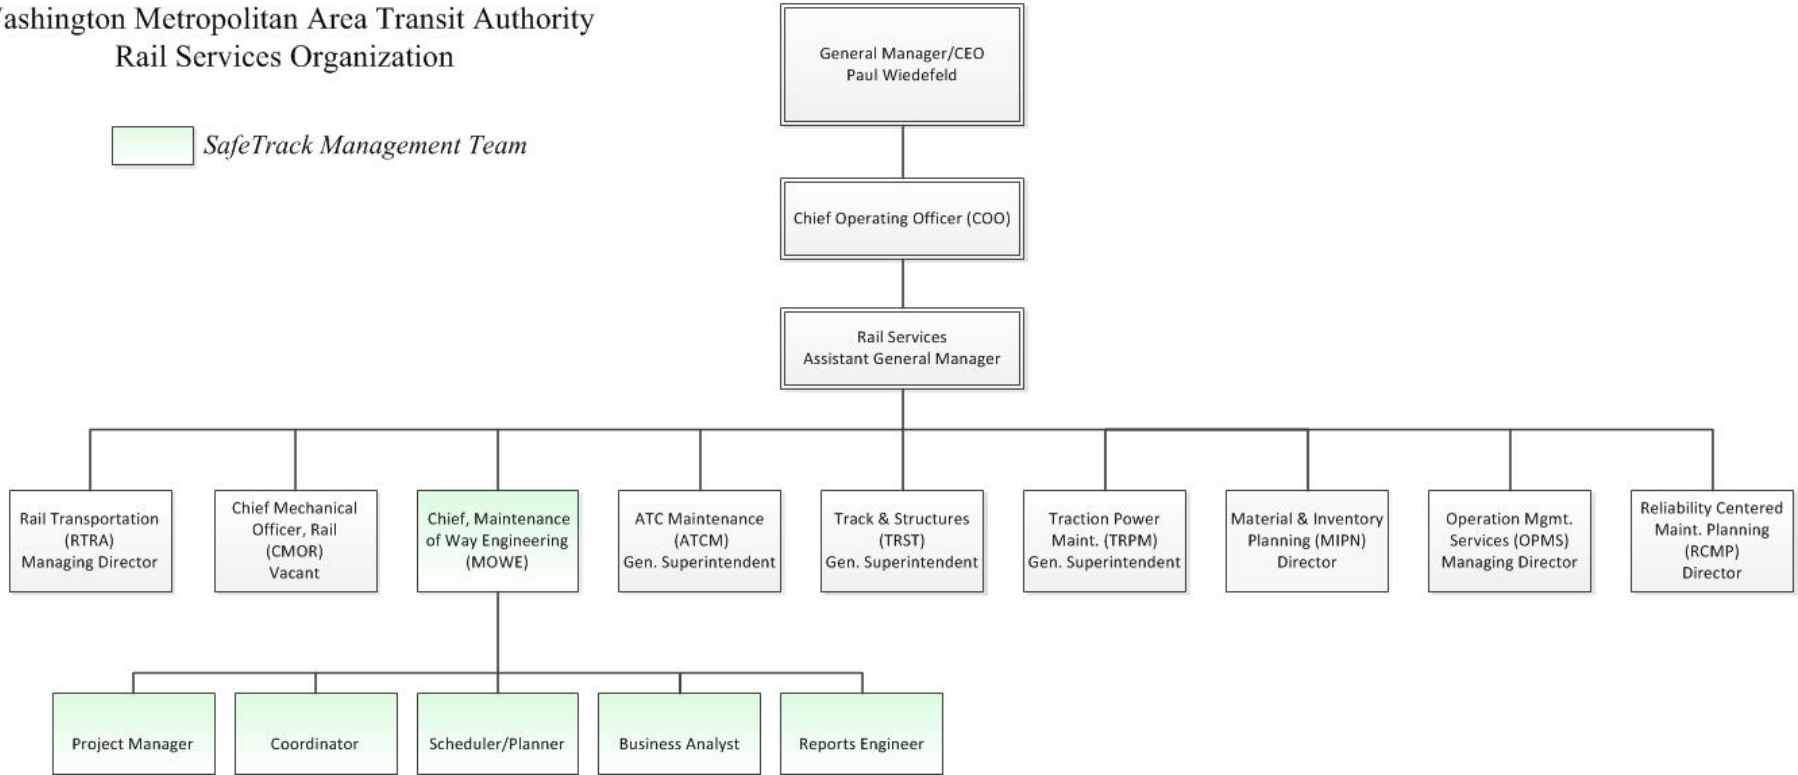 ashington Metropolitan Area Transit Authority
Rail Services Organization
SafeTrack Management Team
General Manager/CEO
Paul Wiedefeld
Chief Operating Officer (COO)
Rail Services
Assistant General Manager
Rail Transportation
(RTRA)
Managing Director
Chief Mechanical
Officer, Rail
(CMOR)
Vacant
Chief, Maintenance
of Way Engineering
(MOWE)
ATC Maintenance
(ATCM)
Gen. Superintendent
Track & Structures
(TRST)
Gen. Superintendent
Traction Power
Maint. (TRPM)
Gen. Superintendent
Material & Inventory
Planning (MIPN)
Director
Operation Mgmt.
Services (OPMS)
Managing Director
Reliability Centered
Maint. Planning
(RCMP)
Director
Project Manager
Coordinator
Scheduler/Planner
Business Analyst
Reports Engineer